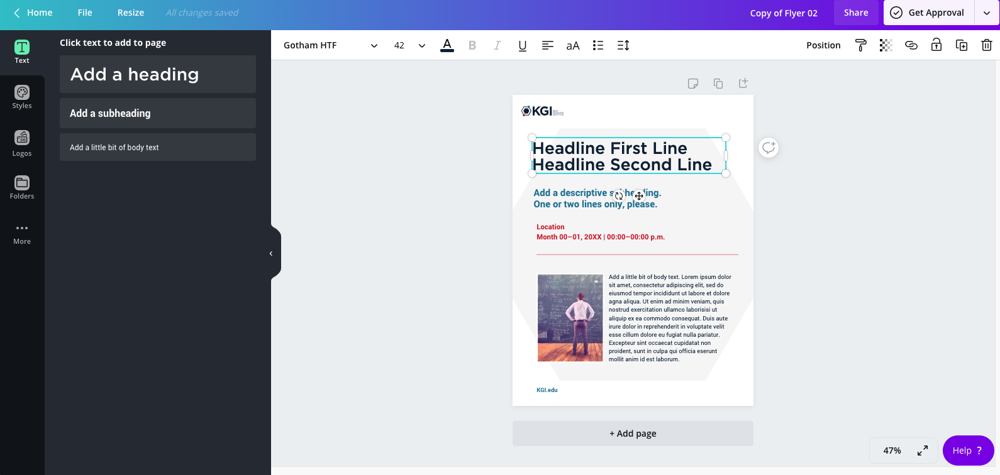 Home
File
Resize
All changes saved
Copy of Flyer 02
Share
Get Approval
Text
Styles
CO
Logos
Folders
More
Click text to add to page
Add a heading
Add a subheading
Add a little bit of body text
Gotham HTF
42
A
B
I
U
aA
Position
KGI
Headline First Line
Headline Second Line
Add a descriptive subheading.
One or two lines only, please.
Location
Month 00–01, 20XX | 00:00–00:00 p.m.
Add a little bit of body text. Lorem ipsum dolor
sit amet, consectetur adipiscing elit, sed do
eiusmod tempor incididunt ut labore et dolore
agna aliqua. Ut enim ad minim veniam, quis
nostrud exercitation ullamco laborisisi ut
aliquip ex ea commodo consequat. Duis aute
irure dolor in reprehenderit in voluptate velit
esse cillum dolore eu fugiat nulla pariatur.
Excepteur sint occaecat cupidatat non
proident, sunt in culpa qui officia eserunt
mollit anim id est laborum.
KGI.edu
+ Add page
47%
Help ?